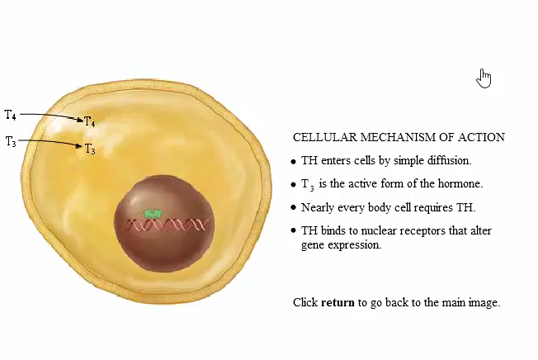 T4 T4
T3 T3
CELLULAR MECHANISM OF ACTION
• TH enters cells by simple diffusion.
• T3 is the active form of the hormone.
• Nearly every body cell requires TH.
• TH binds to nuclear receptors that alter
gene expression.
Click return to go back to the main image.